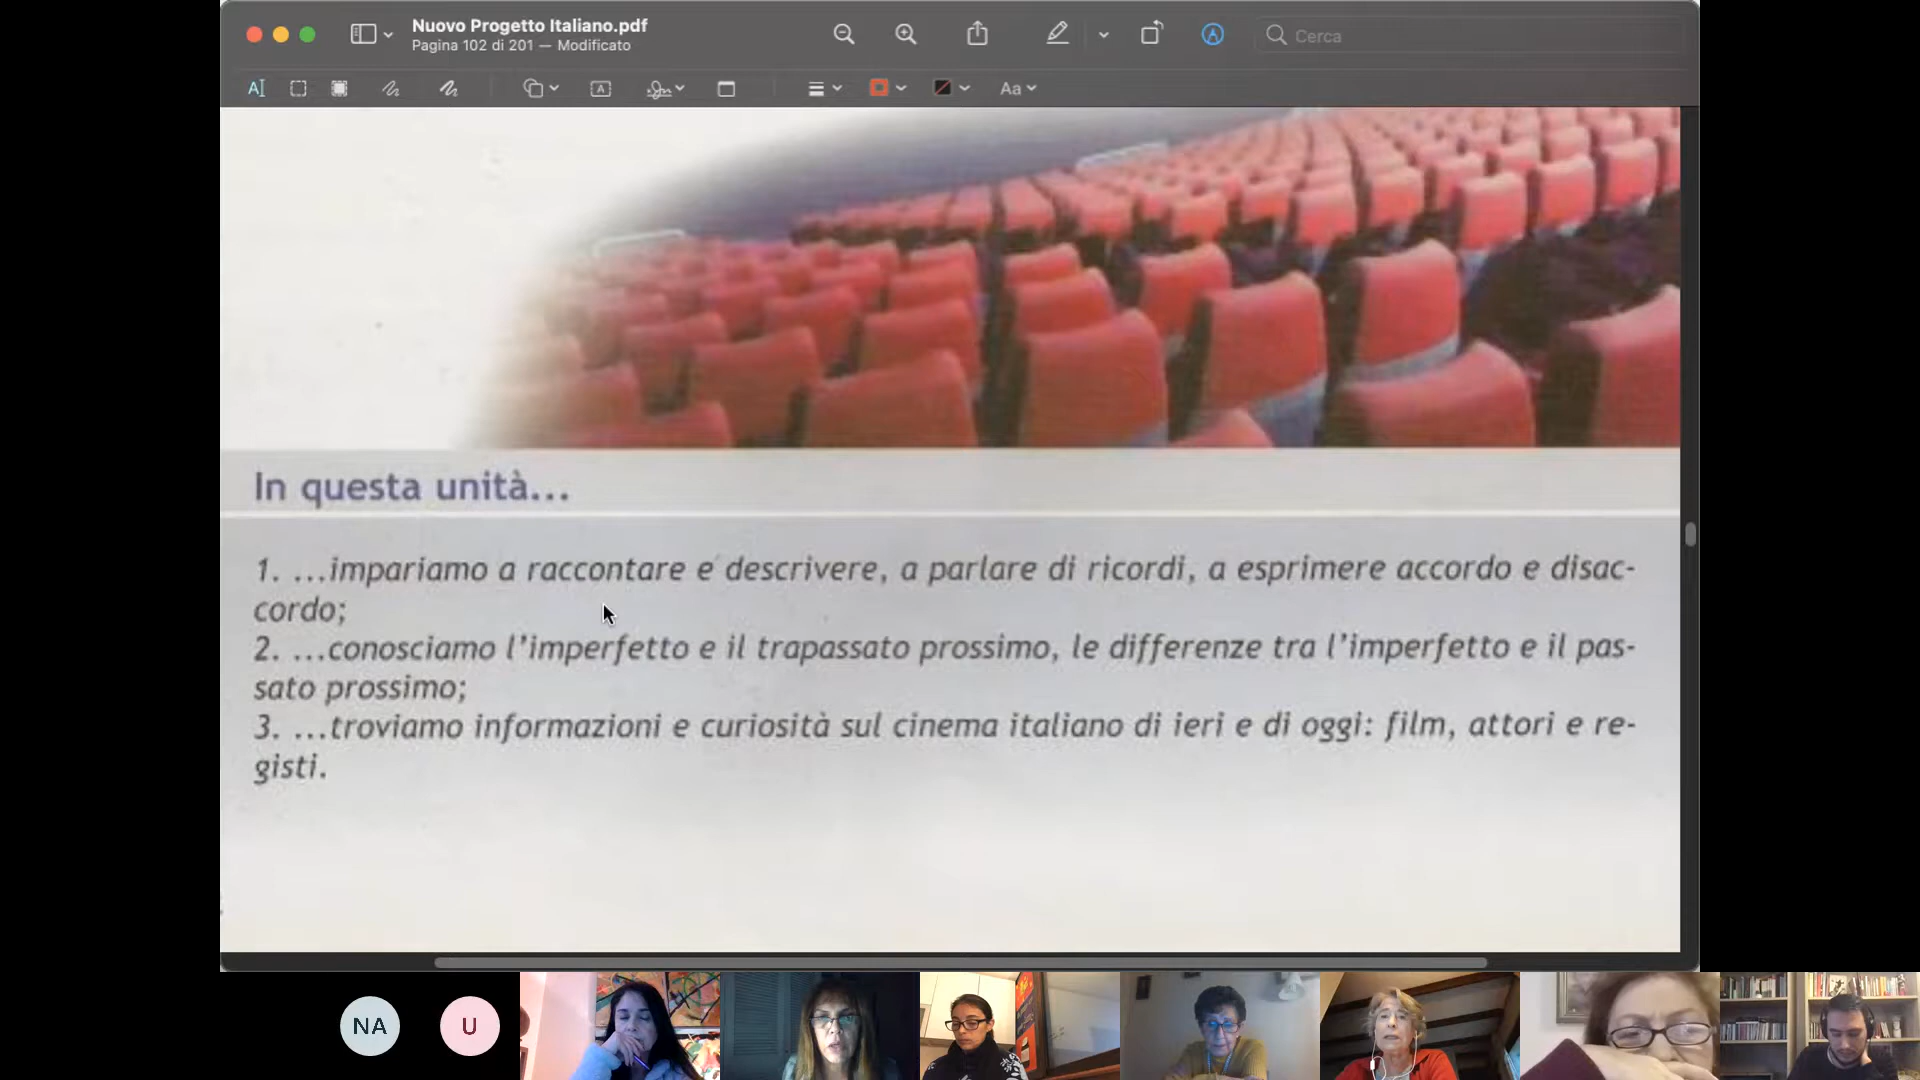 Nuovo Progetto Italiano.pdf
Pagina 102 di 201 — Modificato
Cerca
A
A
Aa
In questa unità...
1. ...impariamo a raccontare e descrivere, a parlare di ricordi, a esprimere accordo e disac-
cordo;
2. ...conosciamo l'imperfetto e il trapassato prossimo, le differenze tra l'imperfetto e il pas-
sato prossimo;
3. ...troviamo informazioni e curiosità sul cinema italiano di ieri e di oggi: film, attori e re-
gisti.
NA
U